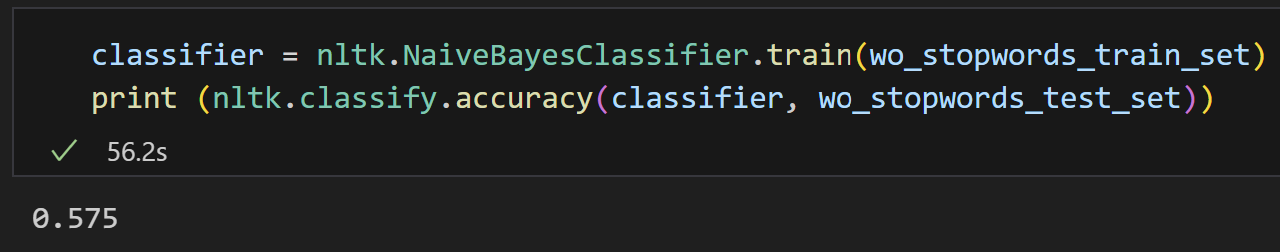 classifier = nltk.NaiveBayesClassifier.train(wo_stopwords_train_set)
print (nltk.classify.accuracy(classifier, wo_stopwords_test_set))
✓ 56.2s
0.575